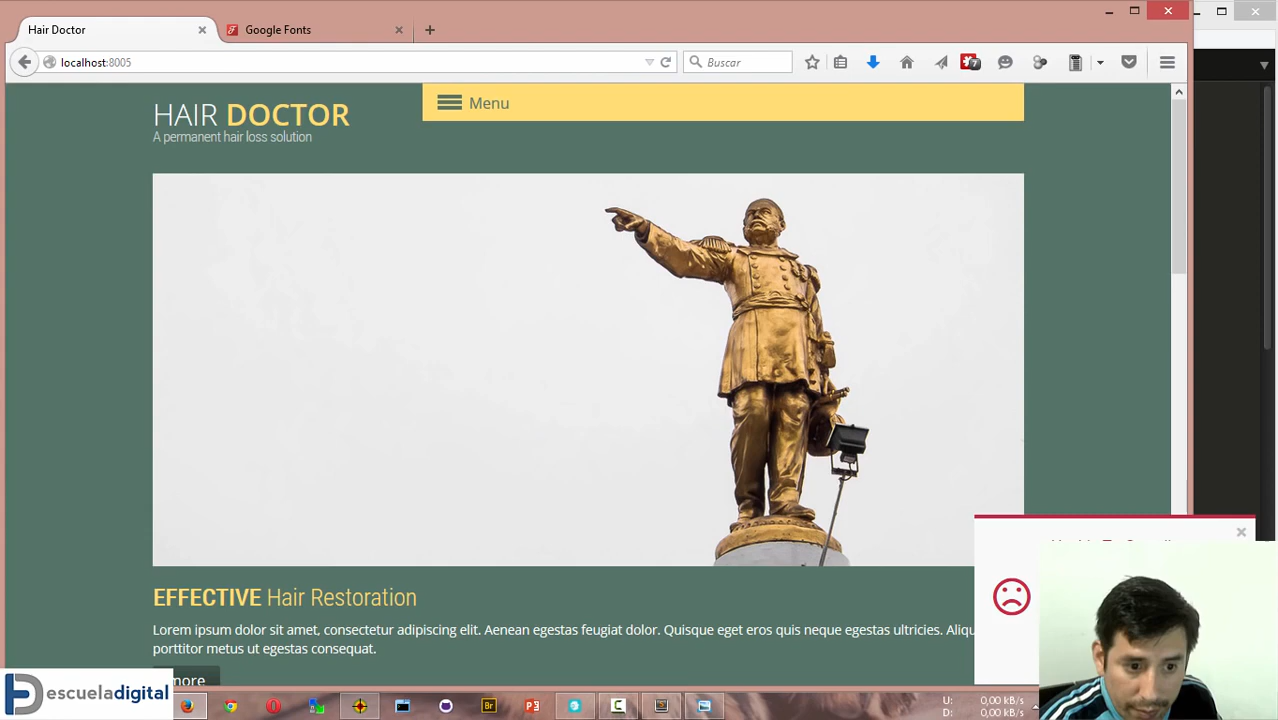 Hair Doctor
Google Fonts
localhost:8005
Buscar
7
HAIR DOCTOR
A permanent hair loss solution
Menu
EFFECTIVE Hair Restoration
Lorem ipsum dolor sit amet, consectetur adipiscing elit. Aenean egestas feugiat dolor. Quisque eget eros quis neque egestas ultricies. Aliqu
porttitor metus ut egestas consequat.
more
escueladigital
Br
U: 0,00 kB/s
D: 0,00 kB/s